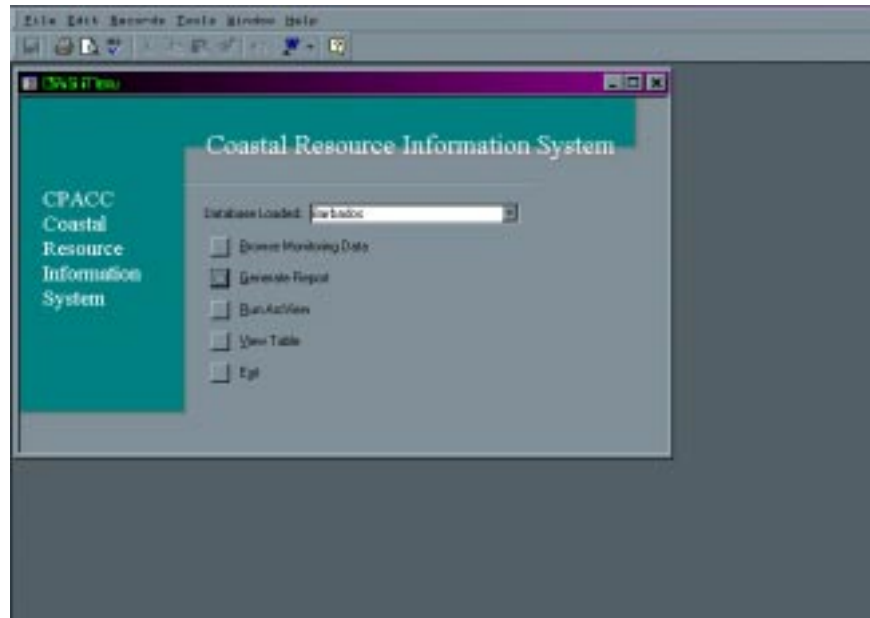 File Edit Records Tools Window Help
Coastal Resource Information System
CPACC
Coastal
Resource
Information
System
Database Loaded: Barbados
Browse Monitoring Data
Generate Report
Run ArcView
View Table
Exit